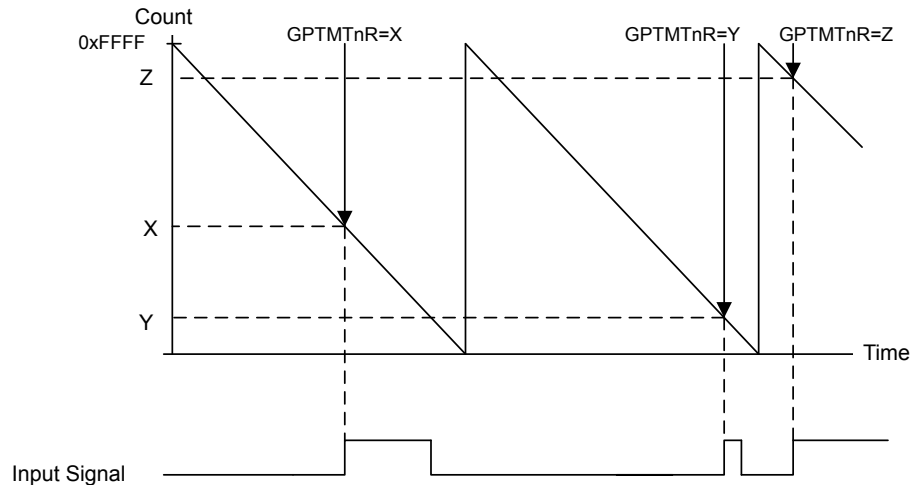 Count
0xFFFF
GPTMTnR=X
GPTMTnR=Y
GPTMTnR=Z
Z
X
Y
Time
Input Signal